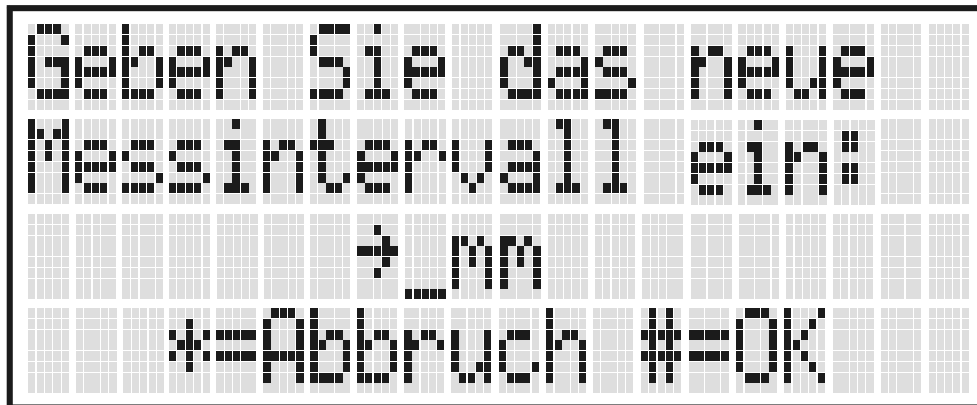 Geben Sie das neue
Messintervall ein:
→_mm
*=Abbruch #=OK